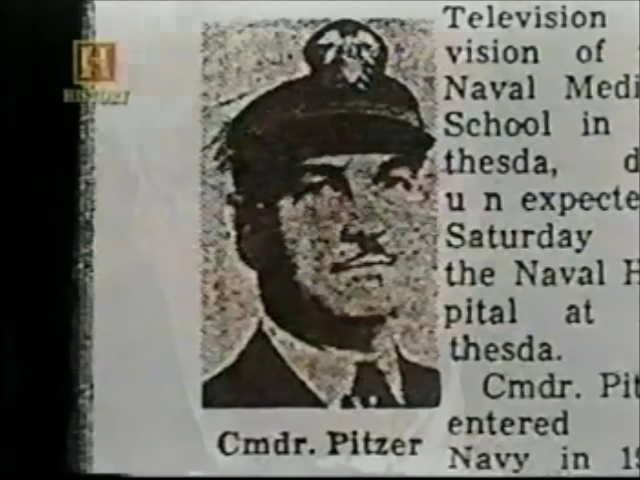 H
HISTORY
Television
vision of
Naval Medi
School in
thesda, d
u n expecte
Saturday
the Naval H
pital at
thesda.
Cmdr. Pit
entered
Navy in 19
Cmdr. Pitzer